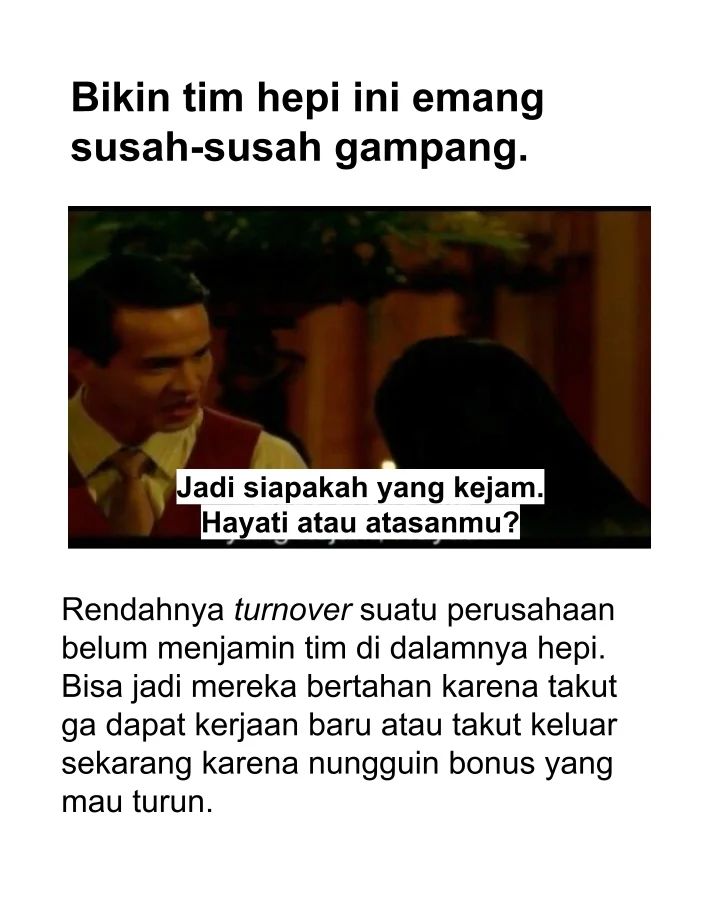 Bikin tim hepi ini emang
susah-susah gampang.
Jadi siapakah yang kejam.
Hayati atau atasanmu?
Rendahnya turnover suatu perusahaan
belum menjamin tim di dalamnya hepi.
Bisa jadi mereka bertahan karena takut
ga dapat kerjaan baru atau takut keluar
sekarang karena nungguin bonus yang
mau turun.